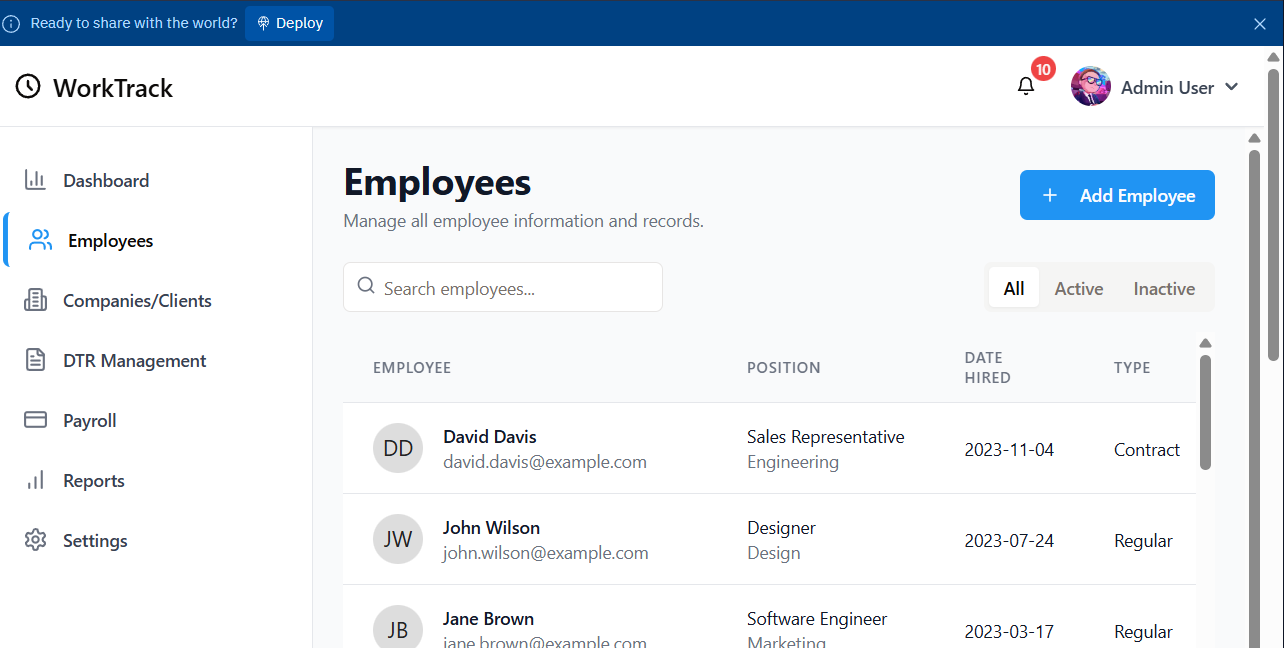 Ready to share with the world? Deploy
WorkTrack
10
Admin User
Dashboard
Employees
Companies/Clients
DTR Management
Payroll
Reports
Settings
Employees
Manage all employee information and records.
Add Employee
Search employees...
All Active Inactive
EMPLOYEE POSITION DATE HIRED TYPE
DD
David Davis
david.davis@example.com
Sales Representative
Engineering
2023-11-04
Contract
JW
John Wilson
john.wilson@example.com
Designer
Design
2023-07-24
Regular
JB
Jane Brown
jane.brown@example.com
Software Engineer
Marketing
2023-03-17
Regular